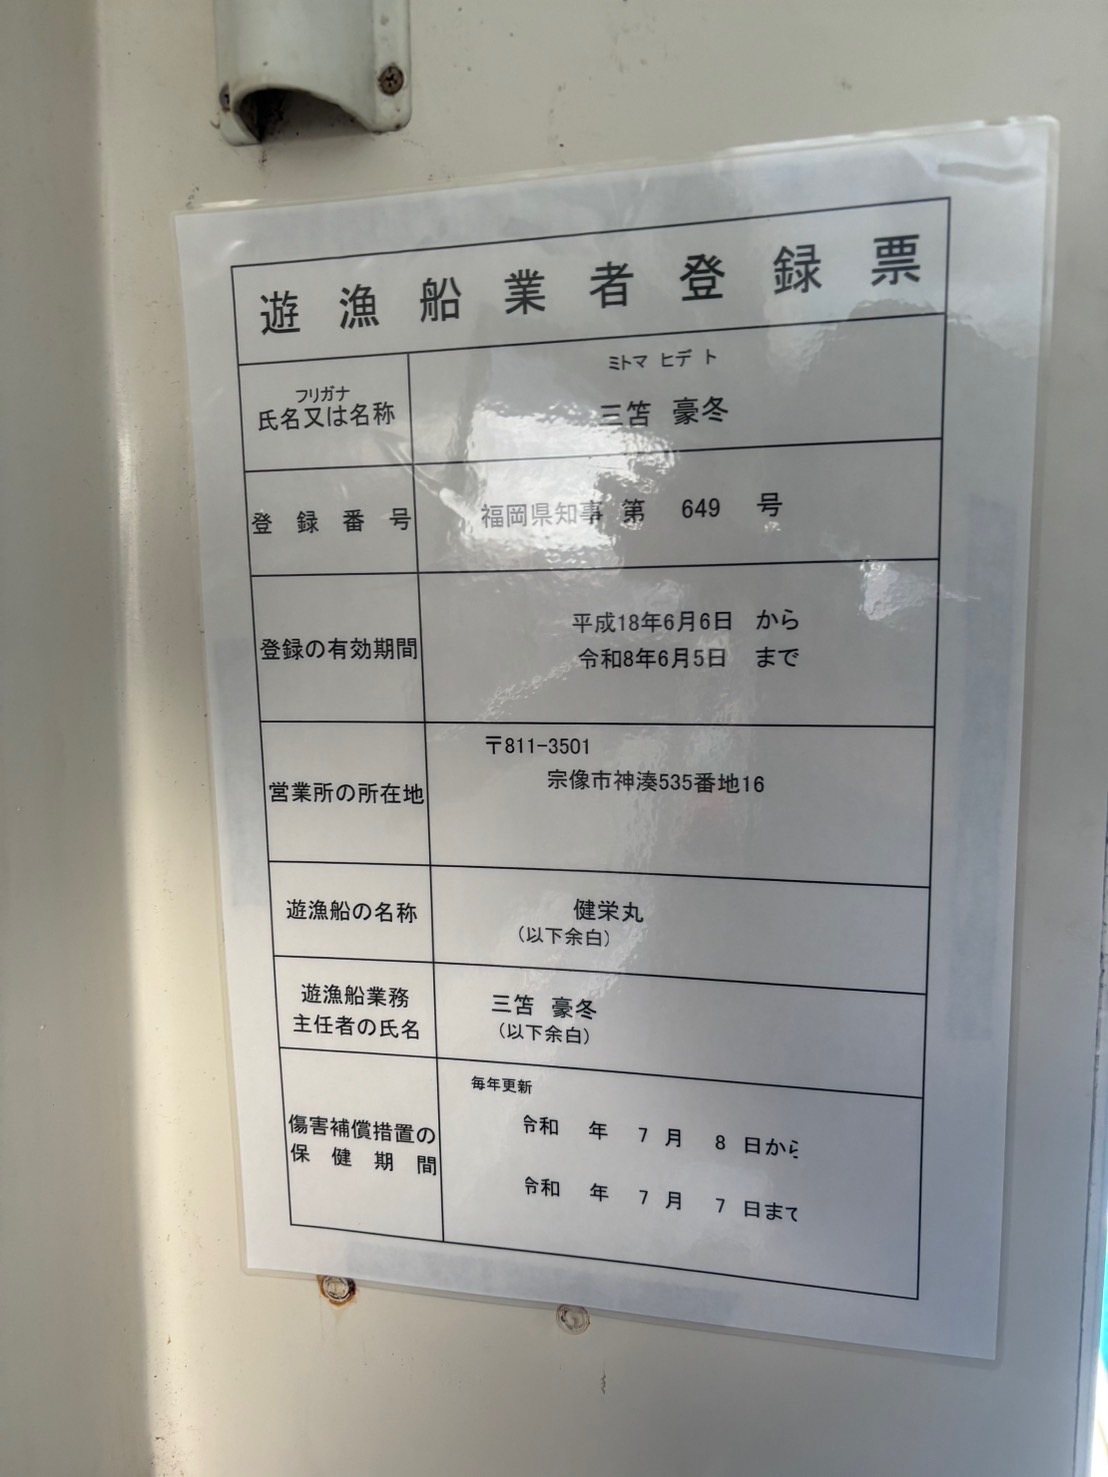 遊漁船業者登録票
フリガナ
氏名又は名称
ミトマ ヒデ ト
三笘 豪冬
登録番号
福岡県知事 第 649 号
登録の有効期間
平成18年6月6日 から
令和8年6月5日 まで
営業所の所在地
〒811-3501
宗像市神湊535番地16
遊漁船の名称
健栄丸
(以下余白)
遊漁船業務
主任者の氏名
三笘 豪冬
(以下余白)
傷害補償措置の
保健期間
毎年更新
令和 年 7 月 8 日から
令和 年 7 月 7 日まで